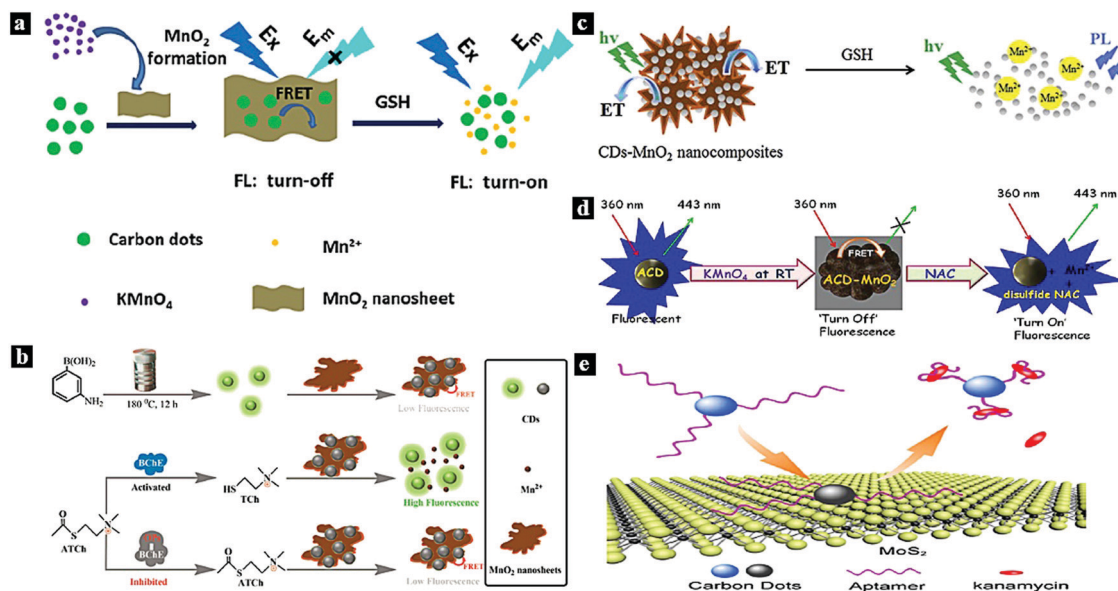 a
MnO₂
formation
Ex
Em
FRET
GSH
Ex
Em
FL: turn-off
FL: turn-on
Carbon dots
Mn²⁺
KMnO₄
MnO₂ nanosheet
b
B(OH)₂
NH₂
180 ⁰C, 12 h
FRET
Low Fluorescence
CDs
BChE
Activated
HS
N
TCh
High Fluorescence
Mn²⁺
O
S
N
ATCh
BChE
Inhibited
O
S
N
ATCh
FRET
Low Fluorescence
MnO₂ nanosheets
c
hv
ET
ET
GSH
hv
PL
Mn²⁺
Mn²⁺
Mn²⁺
Mn²⁺
CDs-MnO₂ nanocomposites
d
360 nm
443 nm
ACD
Fluorescent
KMnO₄ at RT
360 nm
FRET
ACD-MnO₂
'Turn Off'
Fluorescence
NAC
360 nm
443 nm
+ Mn²⁺
+
disulfide NAC
'Turn On'
Fluorescence
e
MoS₂
Carbon Dots
Aptamer
kanamycin